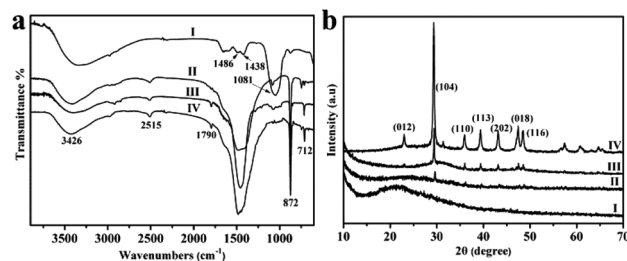 a
I
1486
1438
1081
II
III
IV
3426
2515
1790
872
712
Transmittance %
3500 3000 2500 2000 1500 1000
Wavenumbers (cm⁻¹)
b
(104)
(012)
(110)
(113)
(202)
(018)
(116)
IV
III
II
I
Intensity (a.u)
10 20 30 40 50 60 70
2θ (degree)